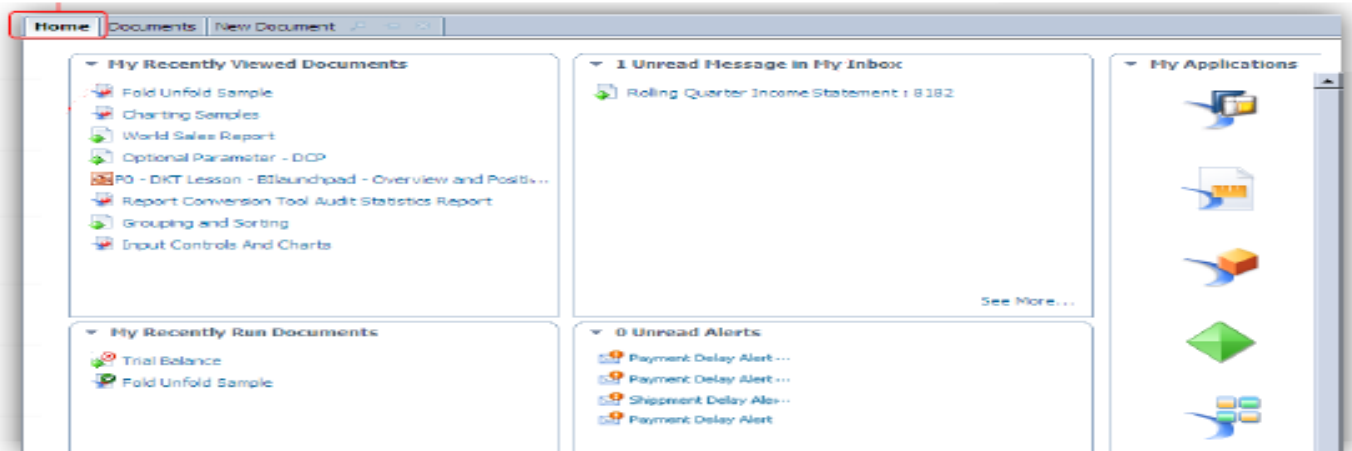 Home Documents New Document
My Recently Viewed Documents
Fold Unfold Sample
Charting Samples
World Sales Report
Optional Parameter - DCP
P0 - DKT Lesson - BIlaunchpad - Overview and Positi...
Report Conversion Tool Audit Statistics Report
Grouping and Sorting
Input Controls And Charts
1 Unread Message in My Inbox
Rolling Quarter Income Statement : 8182
See More...
My Applications
My Recently Run Documents
Trial Balance
Fold Unfold Sample
0 Unread Alerts
Payment Delay Alert ...
Payment Delay Alert ...
Shippment Delay Ale...
Payment Delay Alert